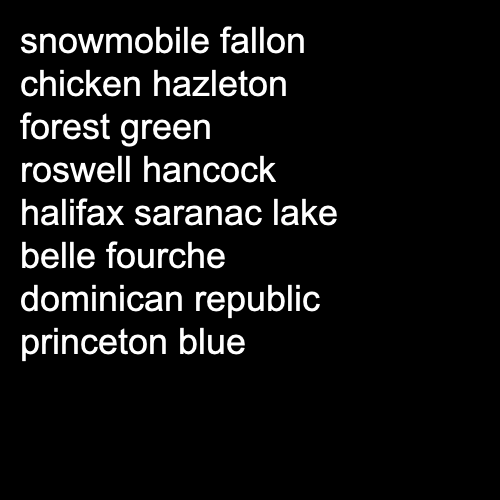 snowmobile fallon
chicken hazleton
forest green
roswell hancock
halifax saranac lake
belle fourche
dominican republic
princeton blue